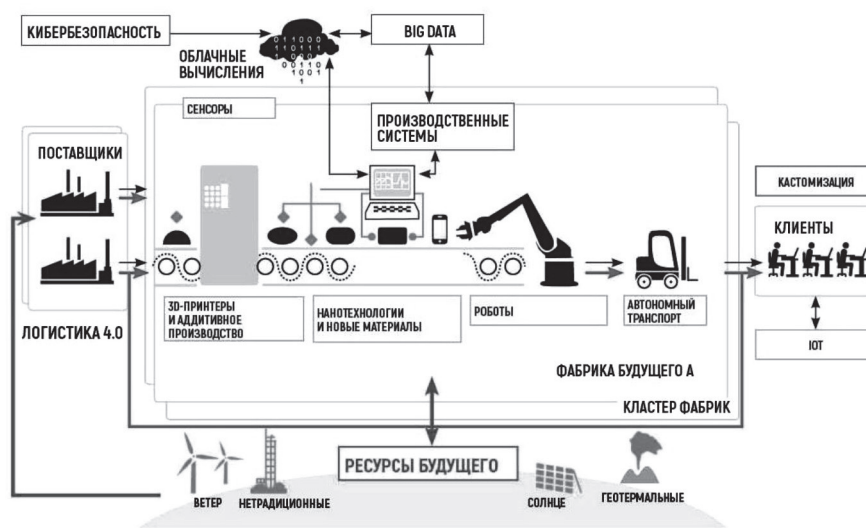 КИБЕРБЕЗОПАСНОСТЬ
BIG DATA
ОБЛАЧНЫЕ
ВЫЧИСЛЕНИЯ
СЕНСОРЫ
ПРОИЗВОДСТВЕННЫЕ
СИСТЕМЫ
ПОСТАВЩИКИ
КАСТОМИЗАЦИЯ
КЛИЕНТЫ
3D-ПРИНТЕРЫ
И АДДИТИВНОЕ
ПРОИЗВОДСТВО
НАНОТЕХНОЛОГИИ
И НОВЫЕ МАТЕРИАЛЫ
РОБОТЫ
АВТОНОМНЫЙ
ТРАНСПОРТ
ЛОГИСТИКА 4.0
IOT
ФАБРИКА БУДУЩЕГО А
КЛАСТЕР ФАБРИК
РЕСУРСЫ БУДУЩЕГО
ВЕТЕР
НЕТРАДИЦИОННЫЕ
СОЛНЦЕ
ГЕОТЕРМАЛЬНЫЕ